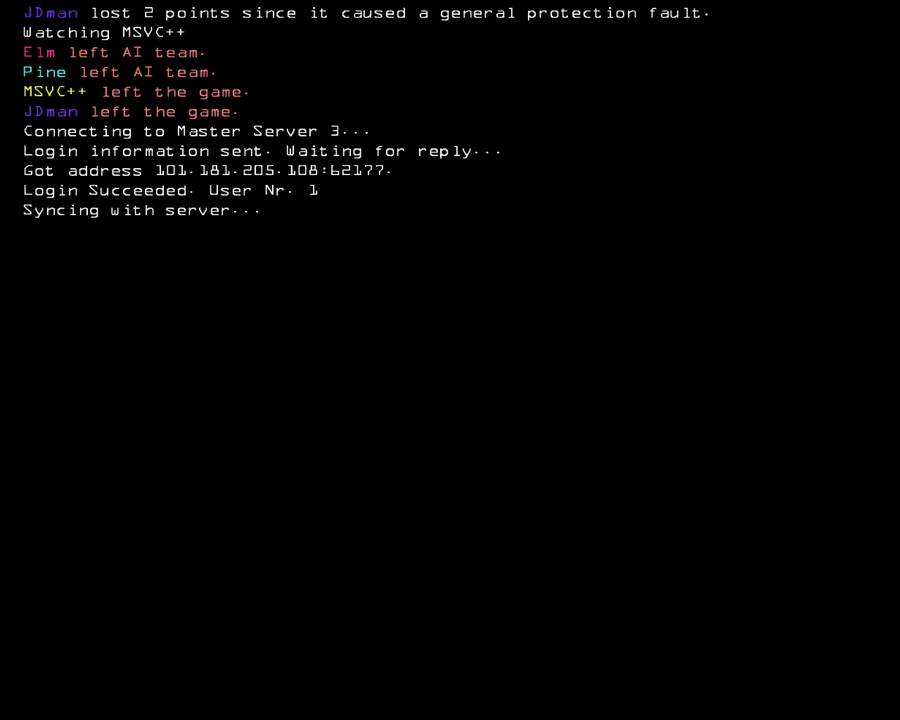 JDman lost 2 points since it caused a general protection fault.
Watching MSVC++
Elm left AI team.
Pine left AI team.
MSVC++ left the game.
JDman left the game.
Connecting to Master Server 3...
Login information sent. Waiting for reply...
Got address 101.181.205.108:62177.
Login Succeeded. User Nr. 1
Syncing with server...